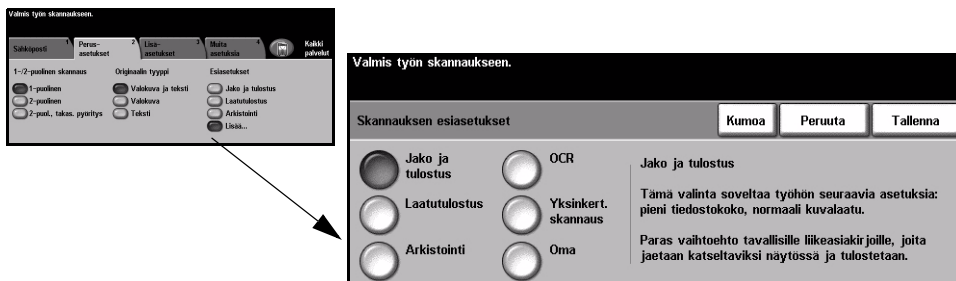 Valmis työn skannaukseen.
Sähköposti 1
Perus-asetukset 2
Lisä-asetukset 3
Muita asetuksia 4
Kaikki palvelut
1-/2-puolinen skannaus
Originaalin tyyppi
Esiasetukset
1-puolinen
Valokuva ja teksti
Jako ja tulostus
2-puolinen
Valokuva
Laatutulostus
2-puol., takas. pyöritys
Teksti
Arkistointi
Lisää...
Valmis työn skannaukseen.
Skannauksen esiasetukset
Kumoa
Peruuta
Tallenna
Jako ja
tulostus
OCR
Laatutulostus
Yksinkert.
skannaus
Arkistointi
Oma
Jako ja tulostus
Tämä valinta soveltaa työhön seuraavia asetuksia:
pieni tiedostokoko, normaali kuvalaatu.
Paras vaihtoehto tavallisille liikeasiakirjoille, joita
jaetaan katseltaviksi näytössä ja tulostetaan.